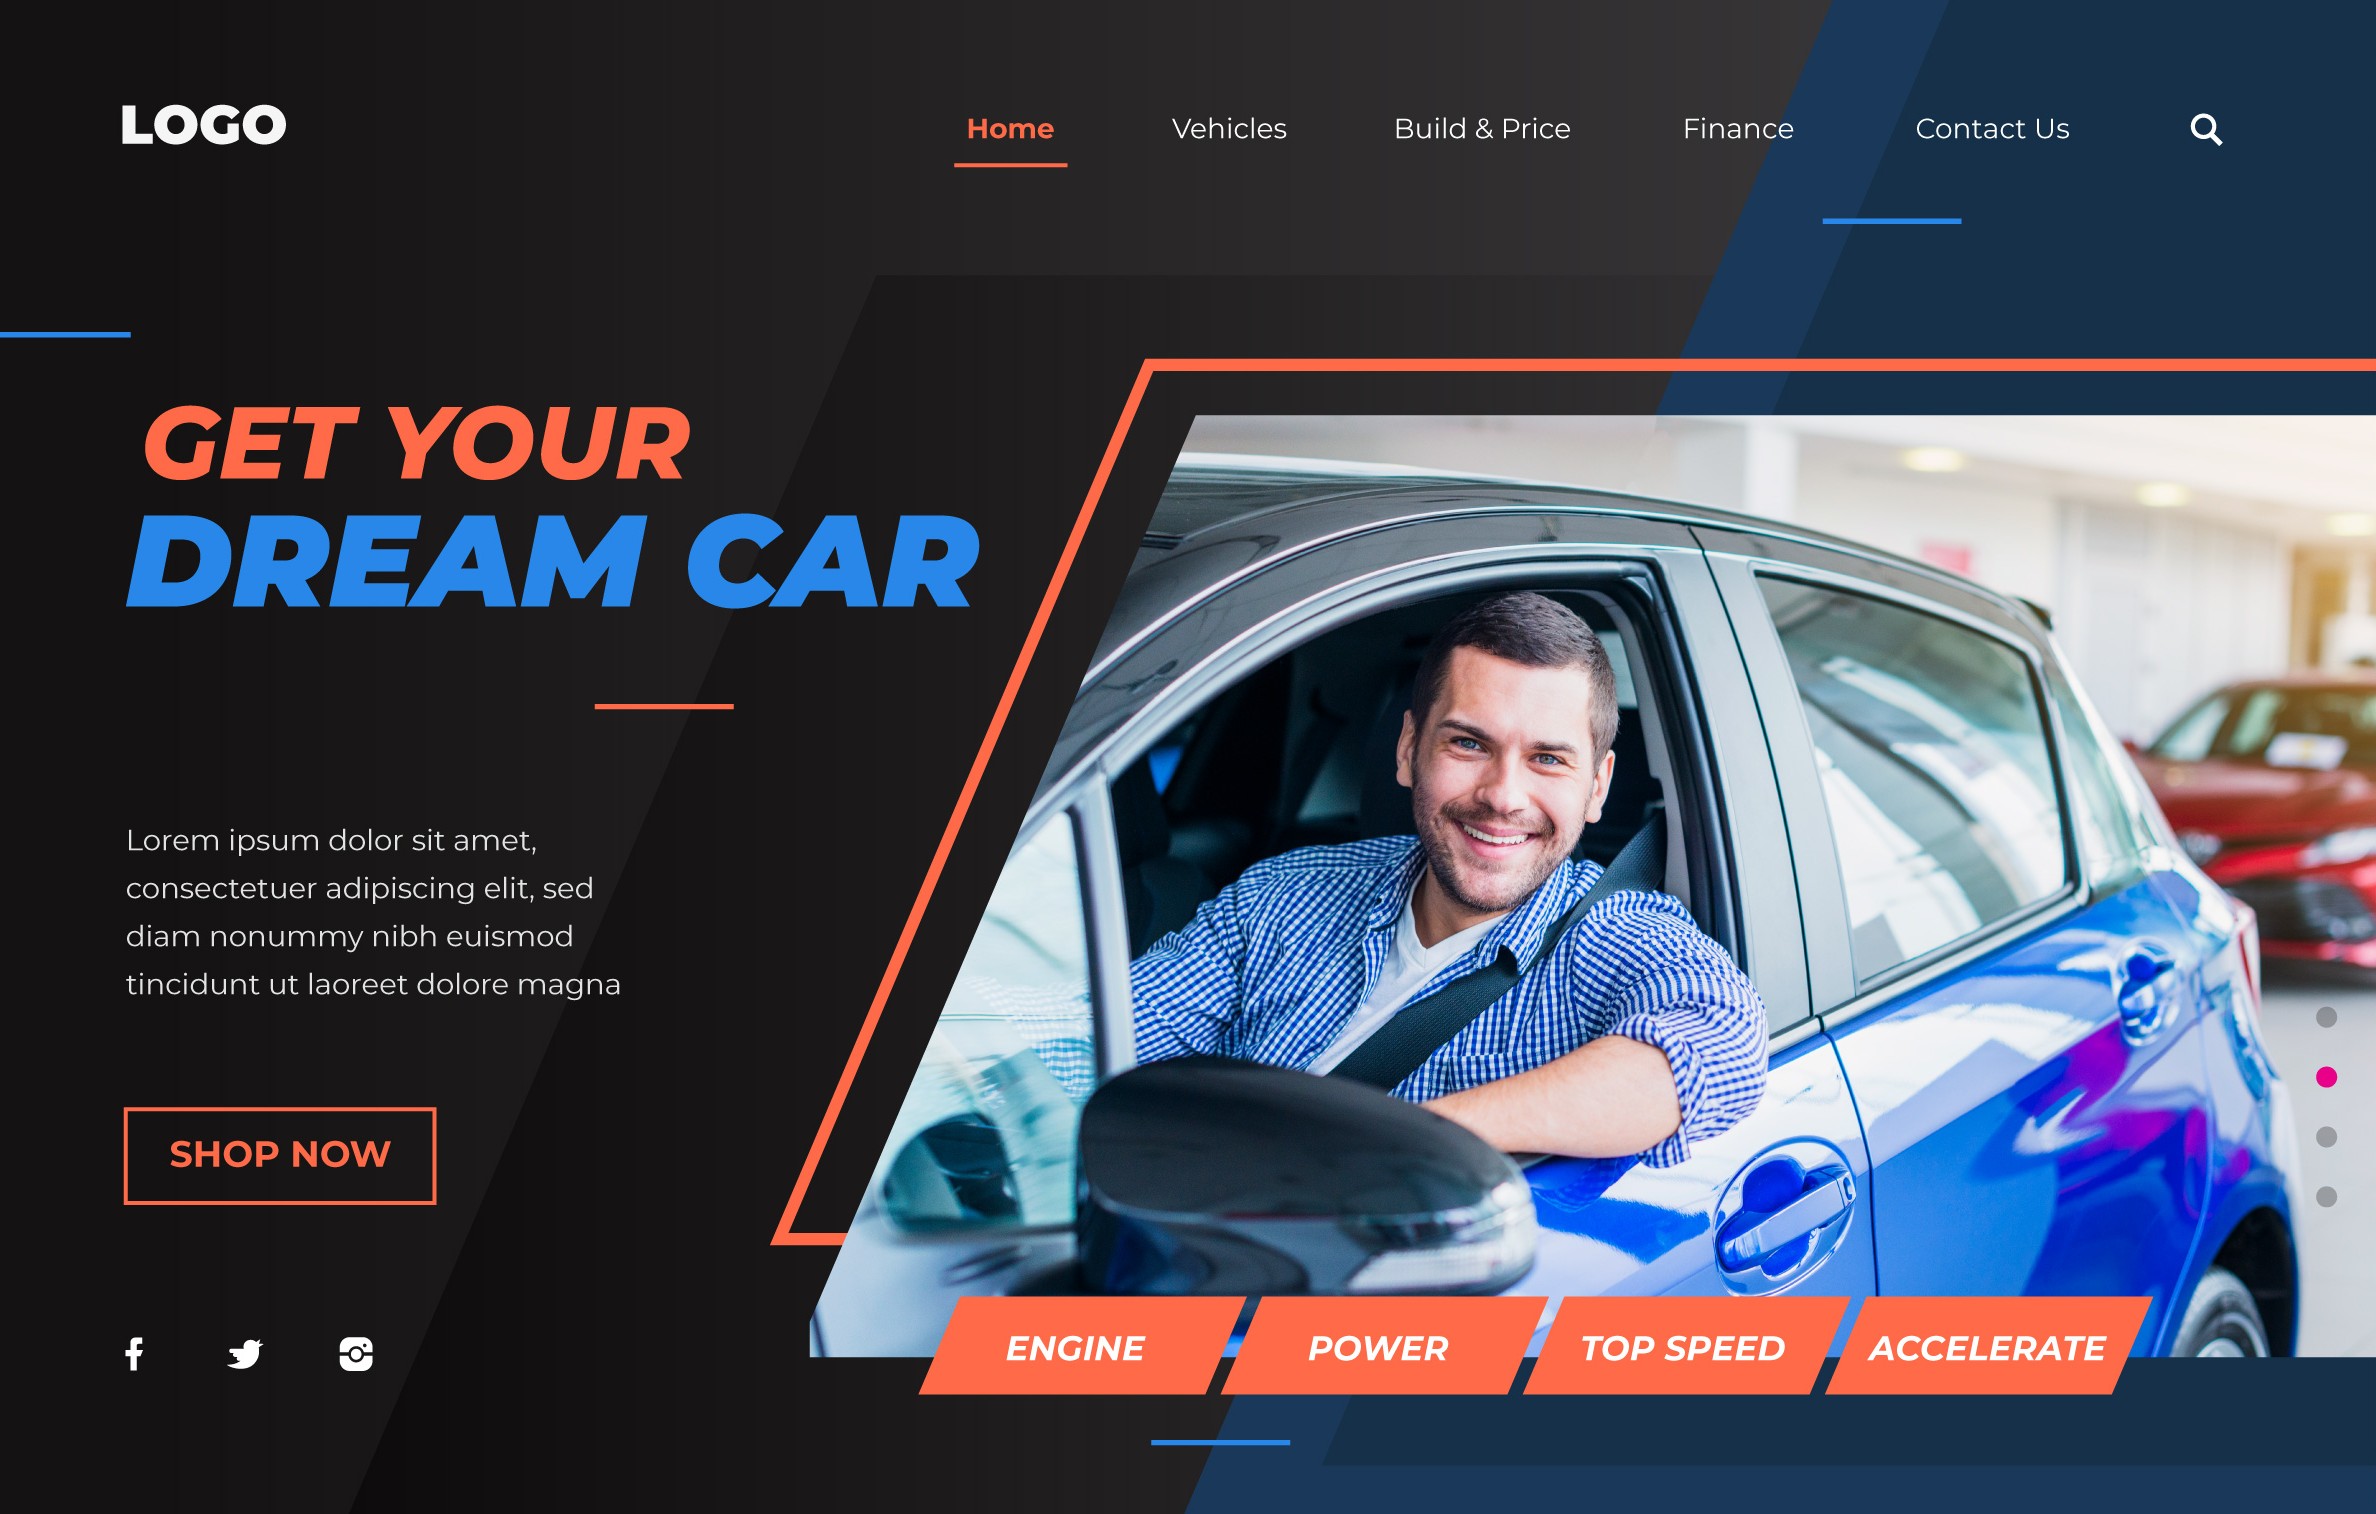 LOGO
Home
Vehicles
Build & Price
Finance
Contact Us
GET YOUR
DREAM CAR
Lorem ipsum dolor sit amet,
consectetuer adipiscing elit, sed
diam nonummy nibh euismod
tincidunt ut laoreet dolore magna
SHOP NOW
ENGINE
POWER
TOP SPEED
ACCELERATE